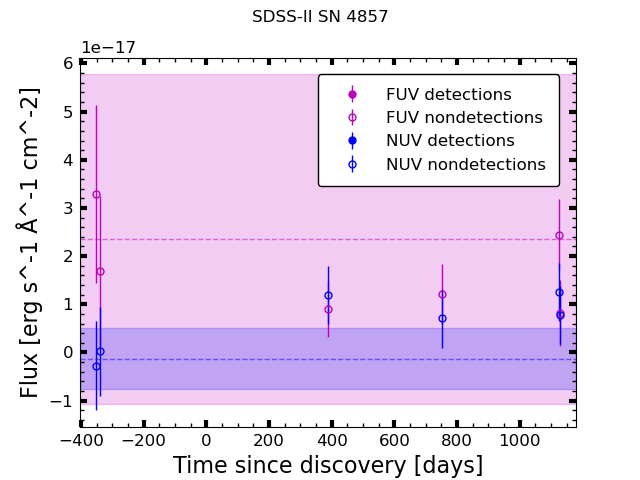 SDSS-II SN 4857
1e−17
6
5
4
3
2
1
0
−1
Flux [erg s^-1 Å^-1 cm^-2]
FUV detections
FUV nondetections
NUV detections
NUV nondetections
−400 −200 0 200 400 600 800 1000
Time since discovery [days]